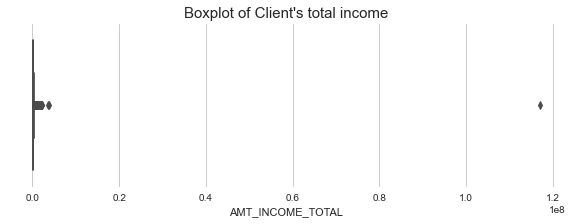 Boxplot of Client's total income
0.0 0.2 0.4 0.6 0.8 1.0 1.2
1e8
AMT_INCOME_TOTAL